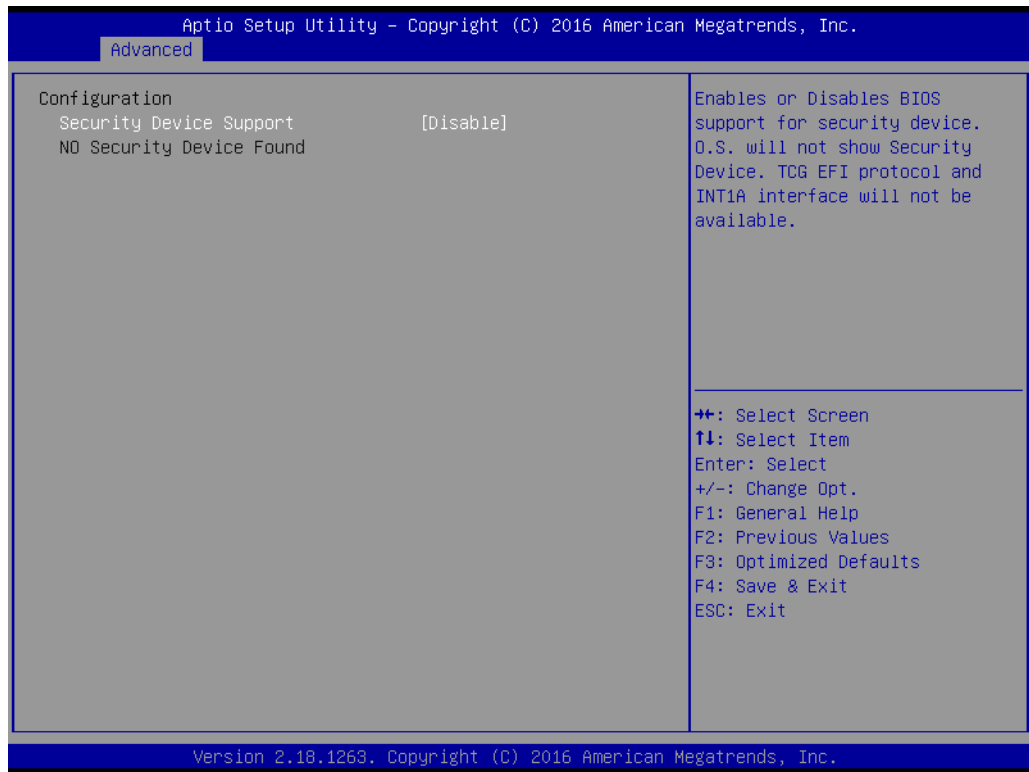 Aptio Setup Utility – Copyright (C) 2016 American Megatrends, Inc.
Advanced
Configuration
Security Device Support [Disable]
NO Security Device Found
Enables or Disables BIOS
support for security device.
O.S. will not show Security
Device. TCG EFI protocol and
INT1A interface will not be
available.
→←: Select Screen
↑↓: Select Item
Enter: Select
+/-: Change Opt.
F1: General Help
F2: Previous Values
F3: Optimized Defaults
F4: Save & Exit
ESC: Exit
Version 2.18.1263. Copyright (C) 2016 American Megatrends, Inc.